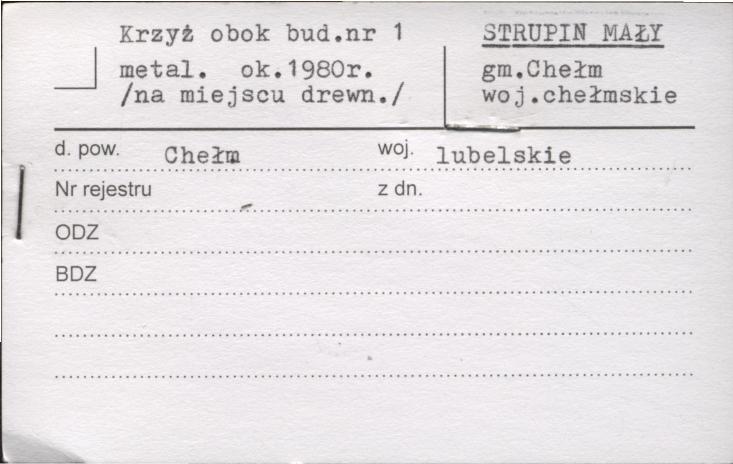 Krzyż obok bud.nr 1
metal. ok.1980r.
/na miejscu drewn./
STRUPIN MAŁY
gm.Chełm
woj.chełmskie
d. pow. Chełm woj. lubelskie
Nr rejestru z dn.
ODZ
BDZ